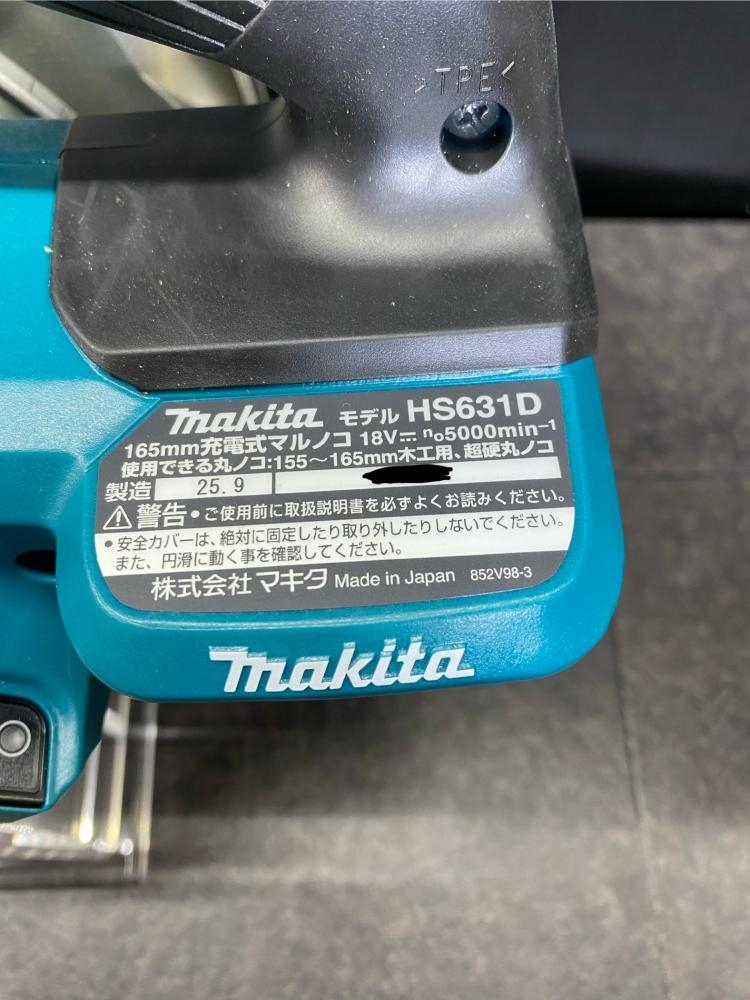 >TPE<
makita モデル HS631D
165mm充電式マルノコ 18V⎓ n₀5000min⁻¹
使用できる丸ノコ:155～165mm木工用、超硬丸ノコ
製造 25.9
⚠警告•ご使用前に取扱説明書を必ずよくお読みください。
•安全カバーは、絶対に固定したり取り外したりしないでください。
また、円滑に動く事を確認してください。
株式会社 マキタ Made in Japan 852V98-3
makita